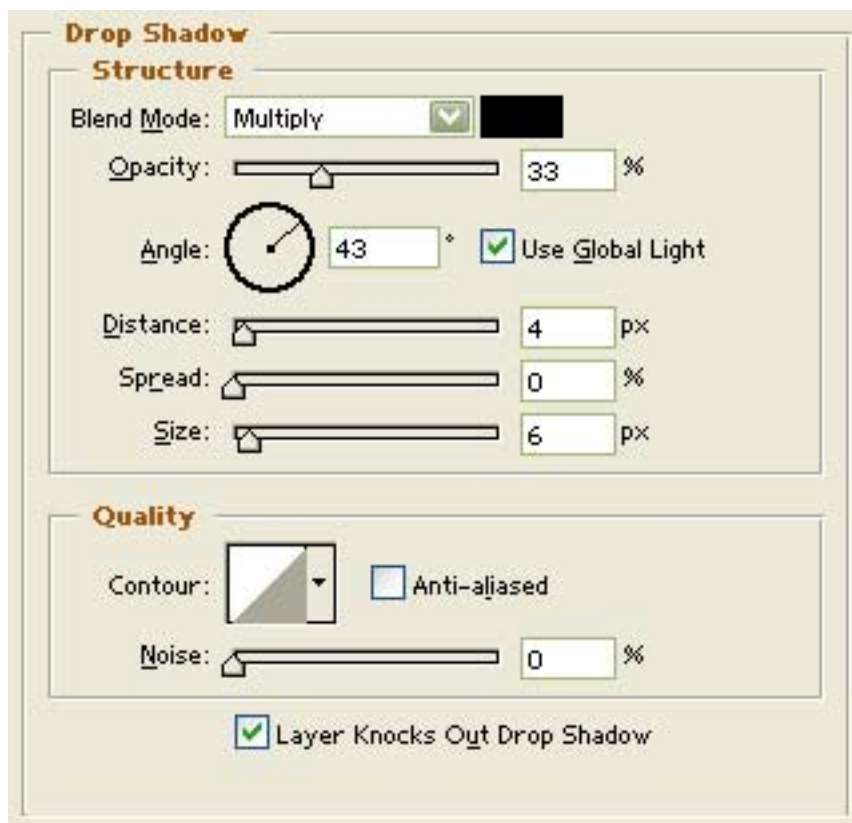 Drop Shadow
Structure
Blend Mode: Multiply
Opacity: 33 %
Angle: 43 ° Use Global Light
Distance: 4 px
Spread: 0 %
Size: 6 px
Quality
Contour: Anti-aliased
Noise: 0 %
Layer Knocks Out Drop Shadow